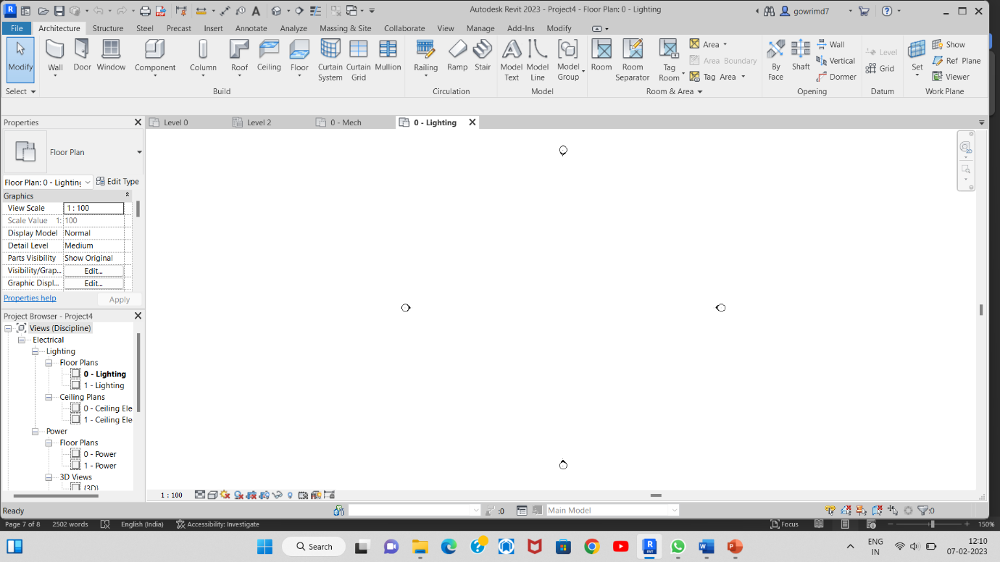 Autodesk Revit 2023 - Project4 - Floor Plan: 0 - Lighting
gowrimd7
File Architecture Structure Steel Precast Insert Annotate Analyze Massing & Site Collaborate View Manage Add-Ins Modify
Modify Wall Door Window Component Column Roof Ceiling Floor Curtain System Curtain Grid Mullion Railing Ramp Stair Model Text Model Line Model Group Room Room Separator Tag Room
Area
Area Boundary
Tag Area
By Face Shaft
Wall
Vertical
Dormer
Level
Grid
Set
Show
Ref Plane
Viewer
Select Build Circulation Model Room & Area Opening Datum Work Plane
Properties
Level 0 Level 2 0 - Mech 0 - Lighting
Floor Plan
Floor Plan: 0 - Lighting Edit Type
Graphics
View Scale 1 : 100
Scale Value 1: 100
Display Model Normal
Detail Level Medium
Parts Visibility Show Original
Visibility/Grap... Edit...
Graphic Displ... Edit...
Properties help Apply
Project Browser - Project4
Views (Discipline)
Electrical
Lighting
Floor Plans
0 - Lighting
1 - Lighting
Ceiling Plans
0 - Ceiling Ele
1 - Ceiling Ele
Power
Floor Plans
0 - Power
1 - Power
3D Views
{3D}
1 : 100
Ready :0 Main Model :0
Page 7 of 8 2502 words English (India) Accessibility: Investigate Focus 150%
Search
ENG
IN
12:10
07-02-2023